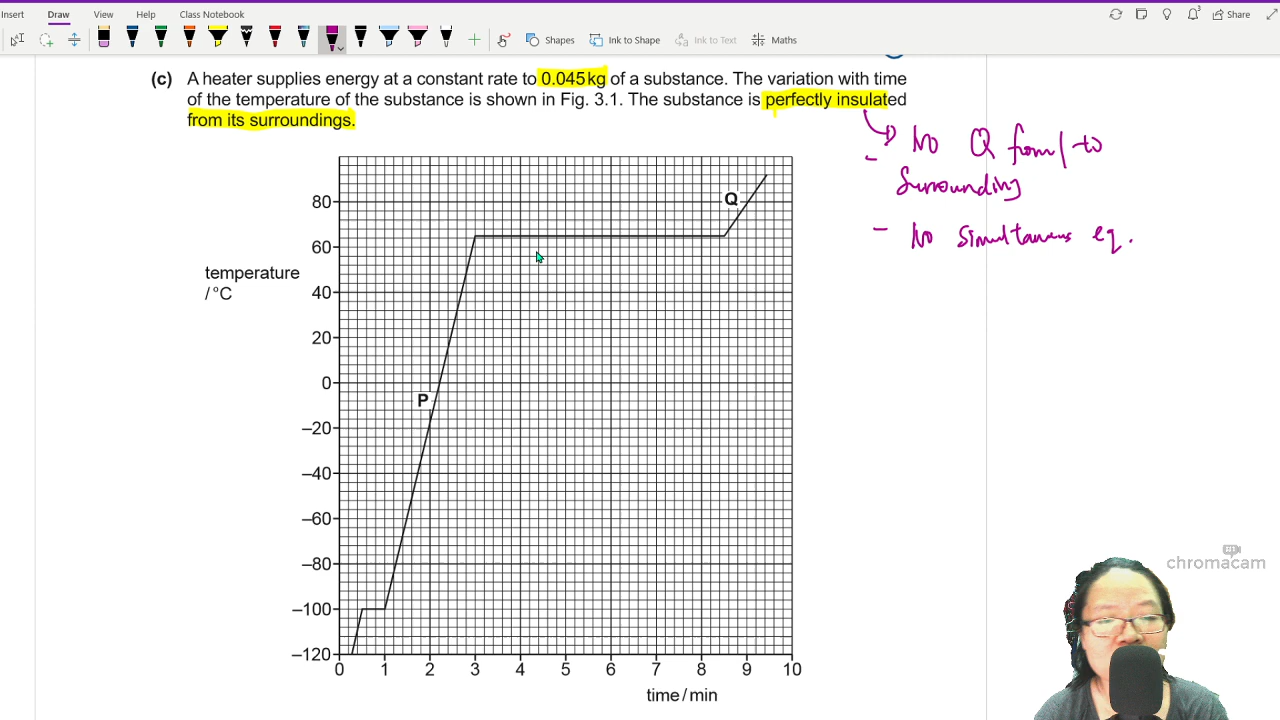 Insert Draw View Help Class Notebook Share
Shapes Ink to Shape Ink to Text Maths
(c) A heater supplies energy at a constant rate to 0.045 kg of a substance. The variation with time
of the temperature of the substance is shown in Fig. 3.1. The substance is perfectly insulated
from its surroundings.
No Q from/to
surrounding
- No simultaneous eq.
80
60
40
20
0
–20
–40
–60
–80
–100
–120
temperature
/ °C
P
Q
0 1 2 3 4 5 6 7 8 9 10
time / min
chromacam